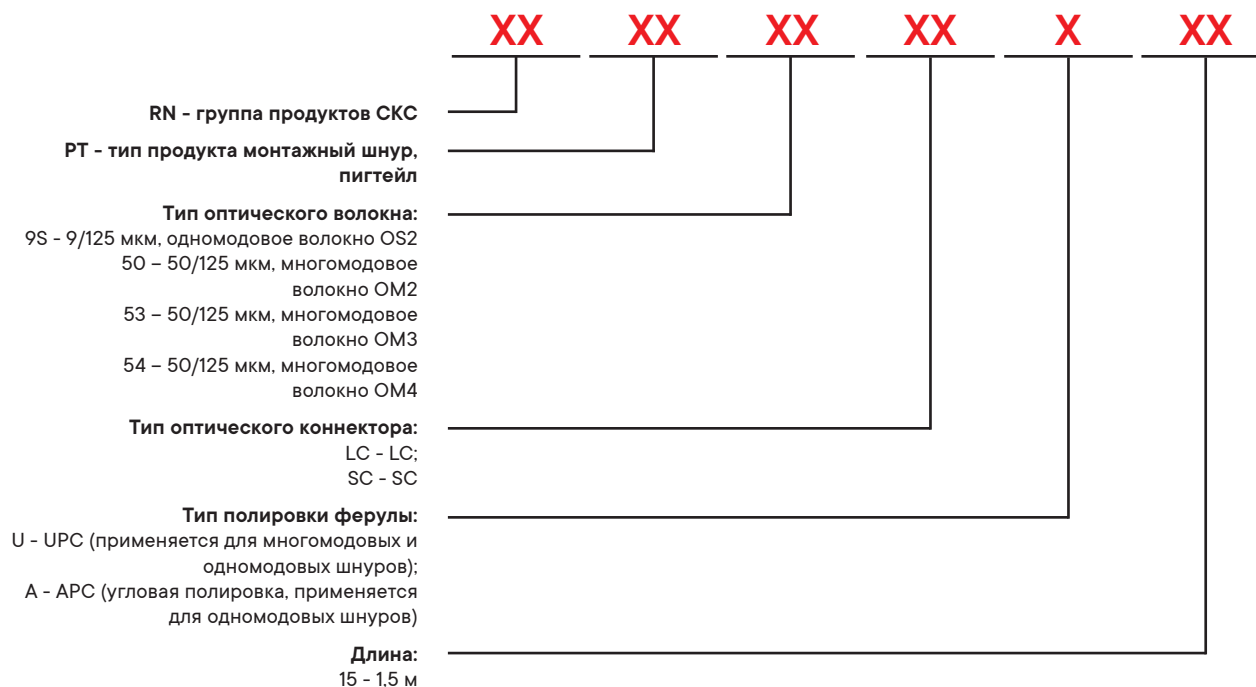 XX XX XX XX X XX
RN - группа продуктов СКС
PT - тип продукта монтажный шнур,
пигтейл
Тип оптического волокна:
9S - 9/125 мкм, одномодовое волокно OS2
50 – 50/125 мкм, многомодовое
волокно OM2
53 – 50/125 мкм, многомодовое
волокно OM3
54 – 50/125 мкм, многомодовое
волокно OM4
Тип оптического коннектора:
LC - LC;
SC - SC
Тип полировки ферулы:
U - UPC (применяется для многомодовых и
одномодовых шнуров);
A - APC (угловая полировка, применяется
для одномодовых шнуров)
Длина:
15 - 1,5 м